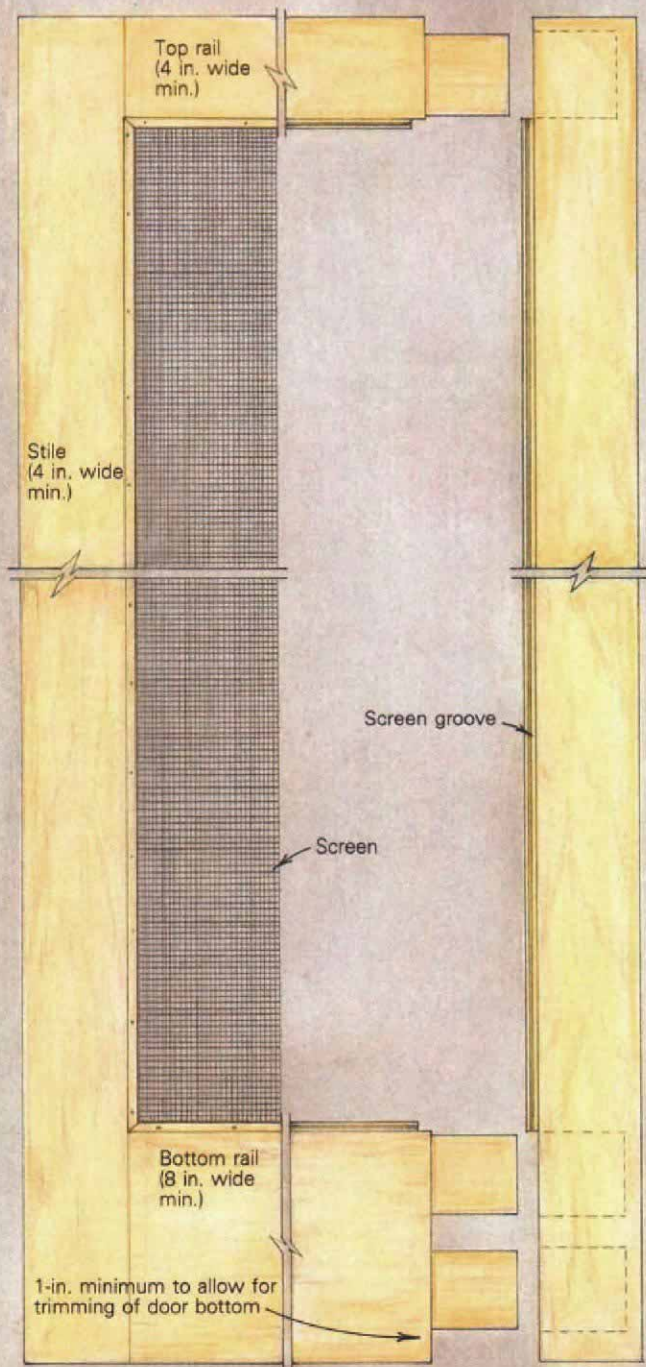 Top rail
(4 in. wide
min.)
Stile
(4 in. wide
min.)
Screen groove
Screen
Bottom rail
(8 in. wide
min.)
1-in. minimum to allow for
trimming of door bottom